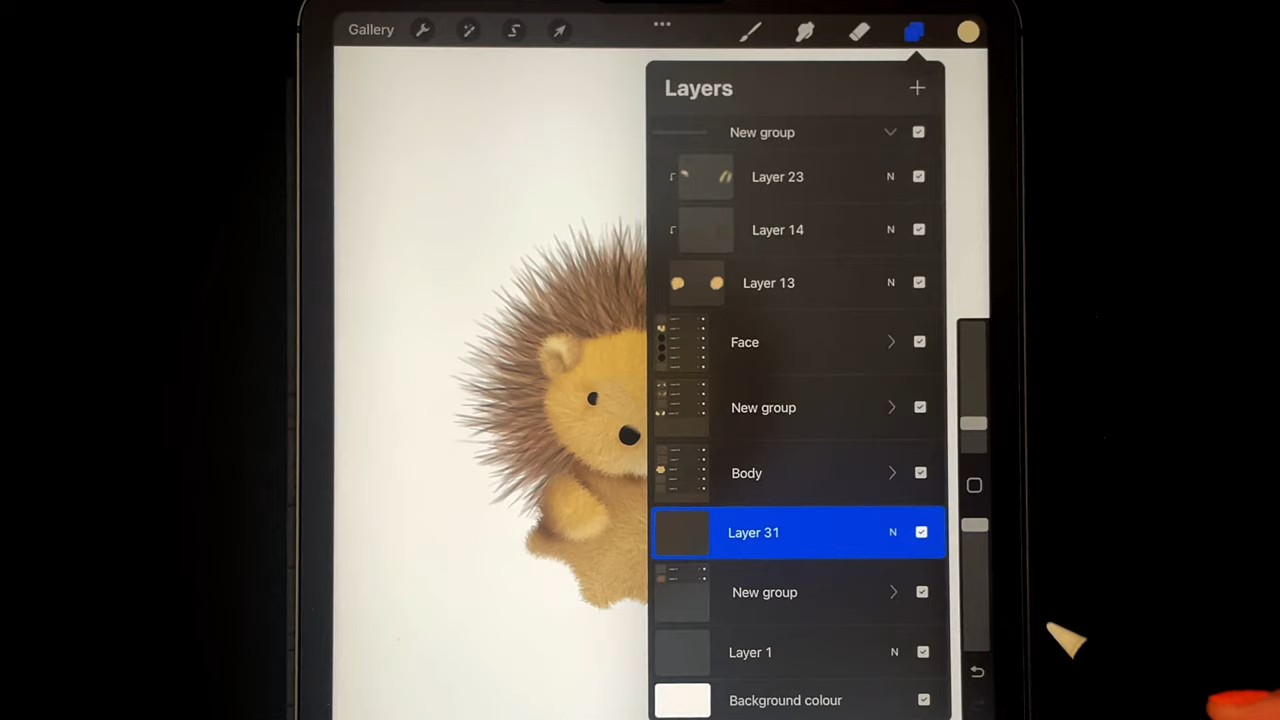 Gallery
Layers
New group
Layer 23 N
Layer 14 N
Layer 13 N
Face
New group
Body
Layer 31 N
New group
Layer 1 N
Background colour